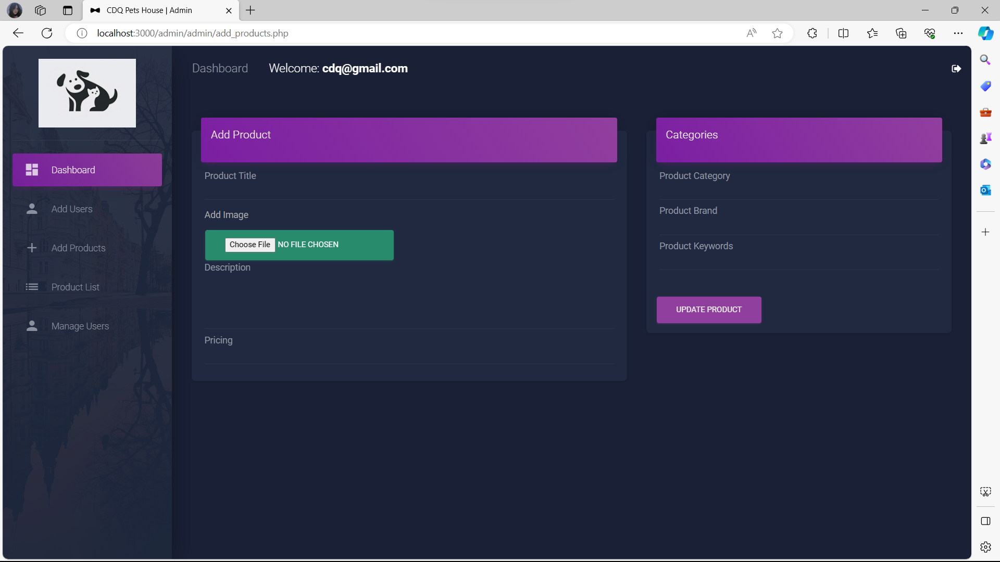 CDQ Pets House | Admin
localhost:3000/admin/admin/add_products.php
Dashboard Welcome: cdq@gmail.com
Dashboard
Add Users
Add Products
Product List
Manage Users
Add Product
Product Title
Add Image
Choose File NO FILE CHOSEN
Description
Pricing
Categories
Product Category
Product Brand
Product Keywords
UPDATE PRODUCT